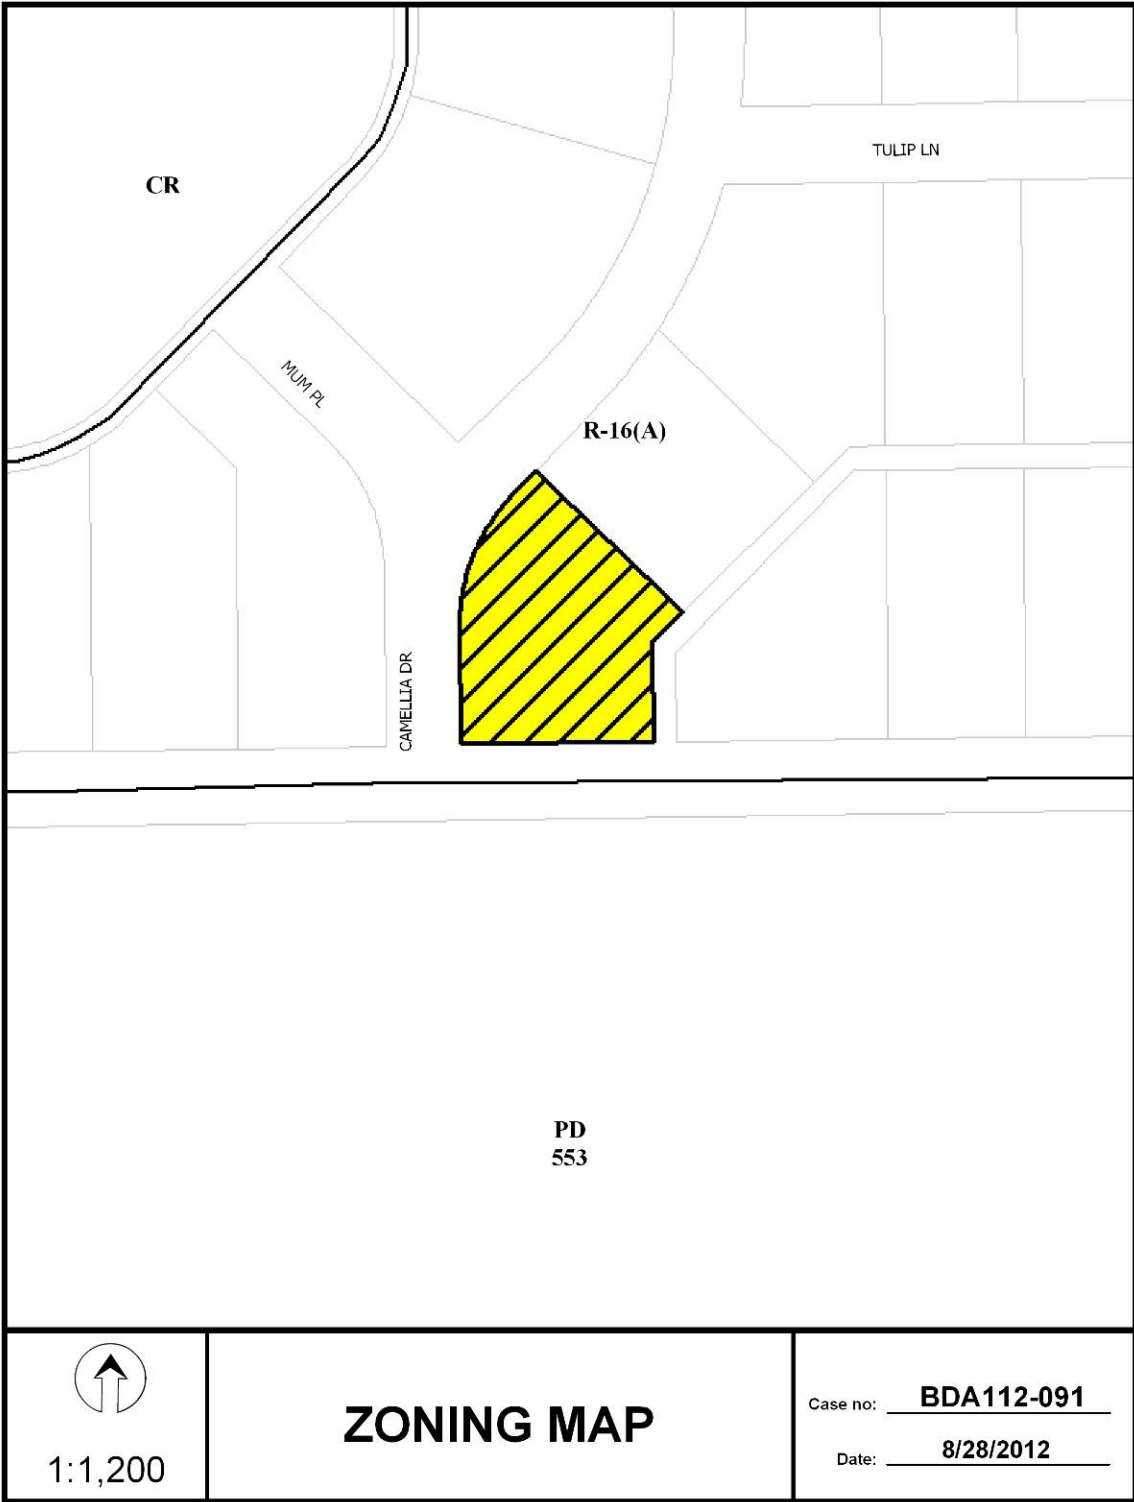 TULIP LN
CR
MUM PL
R-16(A)
CAMELLIA DR
PD
553
1:1,200
ZONING MAP
Case no: BDA112-091
Date: 8/28/2012